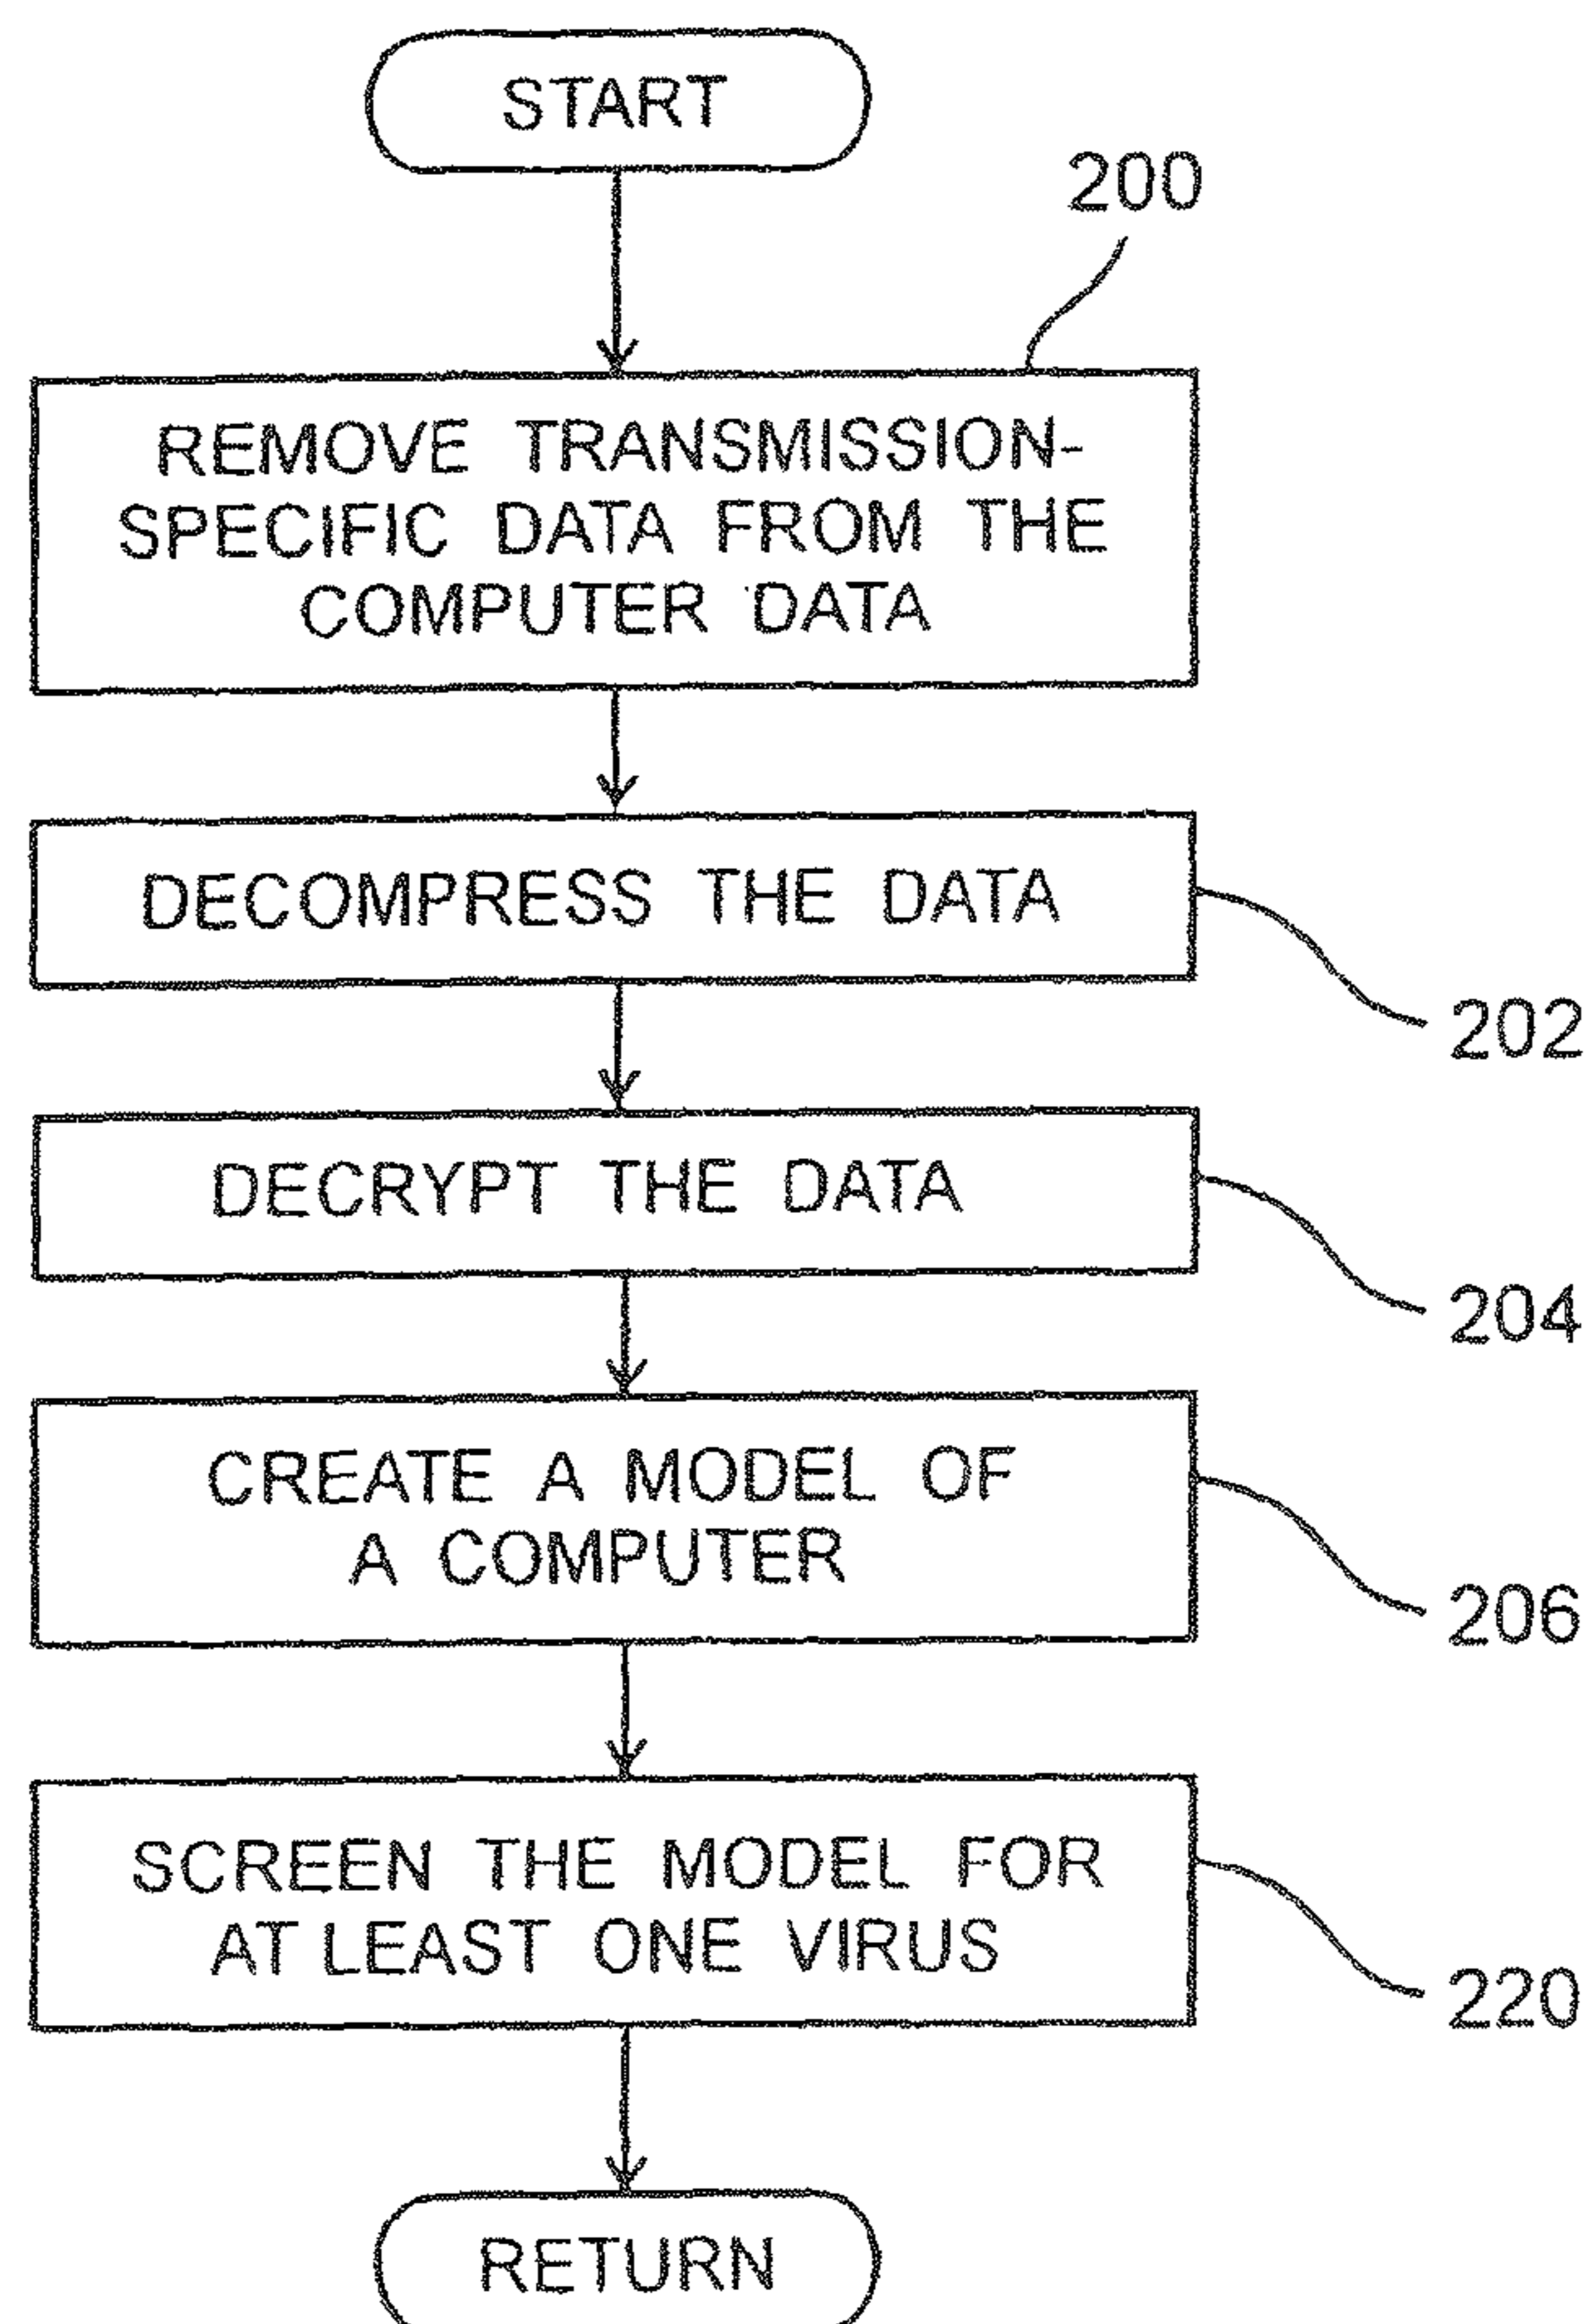 START
200
REMOVE TRANSMISSION-
SPECIFIC DATA FROM THE
COMPUTER DATA
DECOMPRESS THE DATA
202
DECRYPT THE DATA
204
CREATE A MODEL OF
A COMPUTER
206
SCREEN THE MODEL FOR
AT LEAST ONE VIRUS
220
RETURN